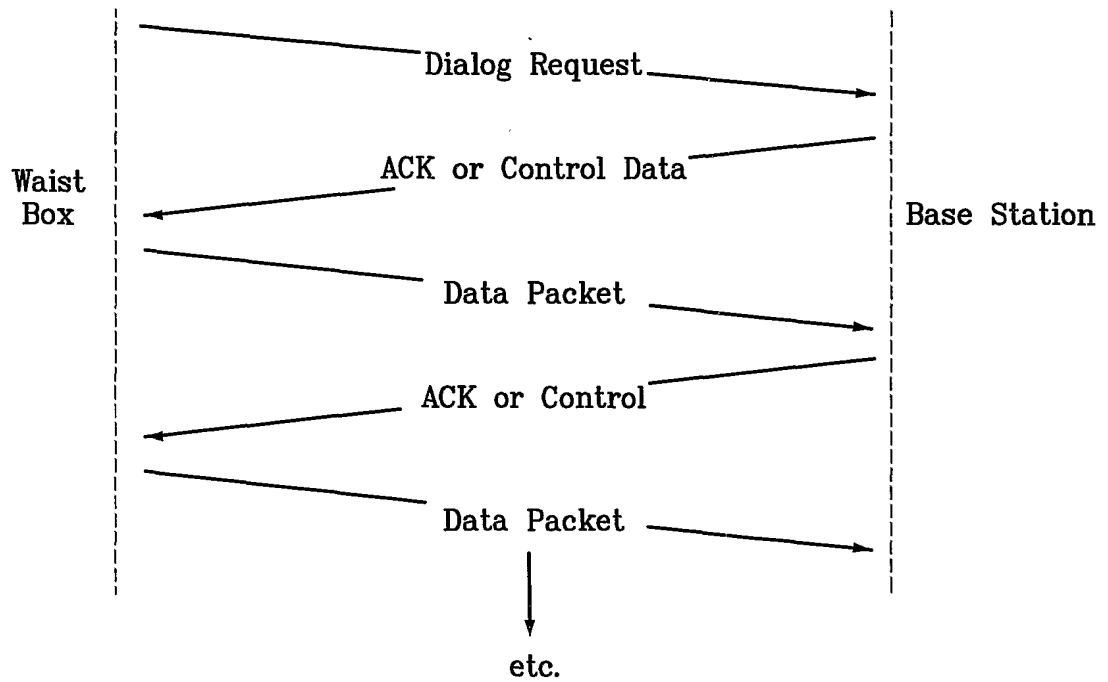 Dialog Request
ACK or Control Data
Waist
Box
Base Station
Data Packet
ACK or Control
Data Packet
etc.